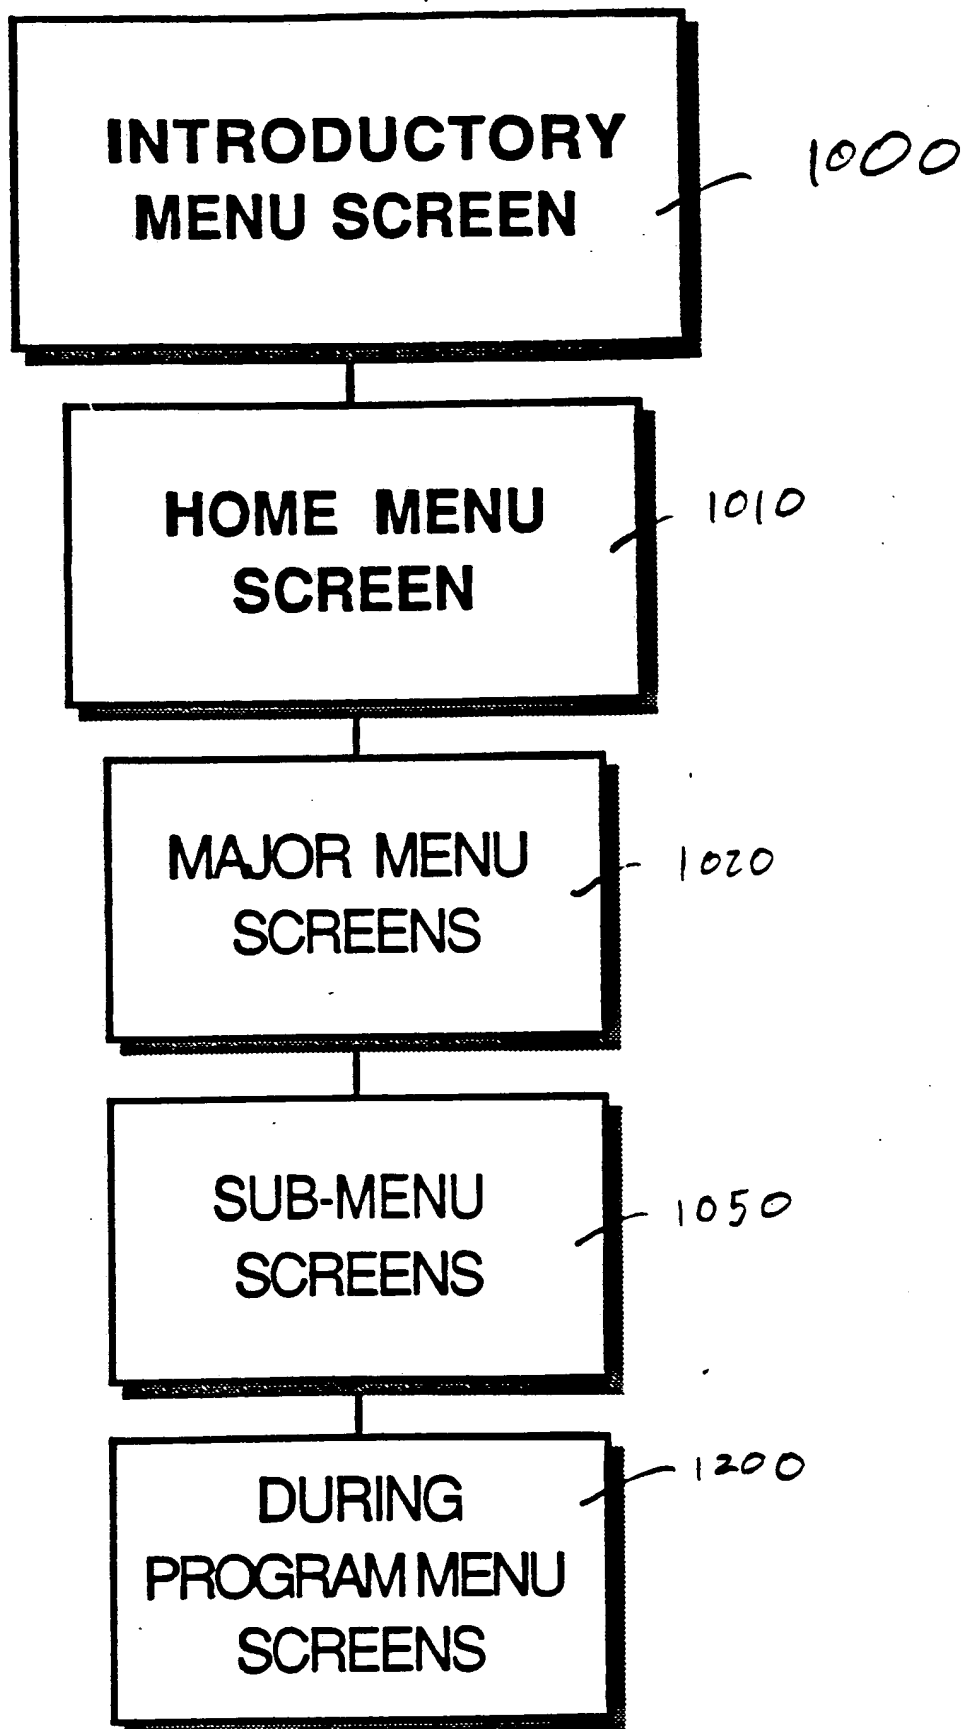 INTRODUCTORY
MENU SCREEN
1000
HOME MENU
SCREEN
1010
MAJOR MENU
SCREENS
1020
SUB-MENU
SCREENS
1050
DURING
PROGRAM MENU
SCREENS
1200